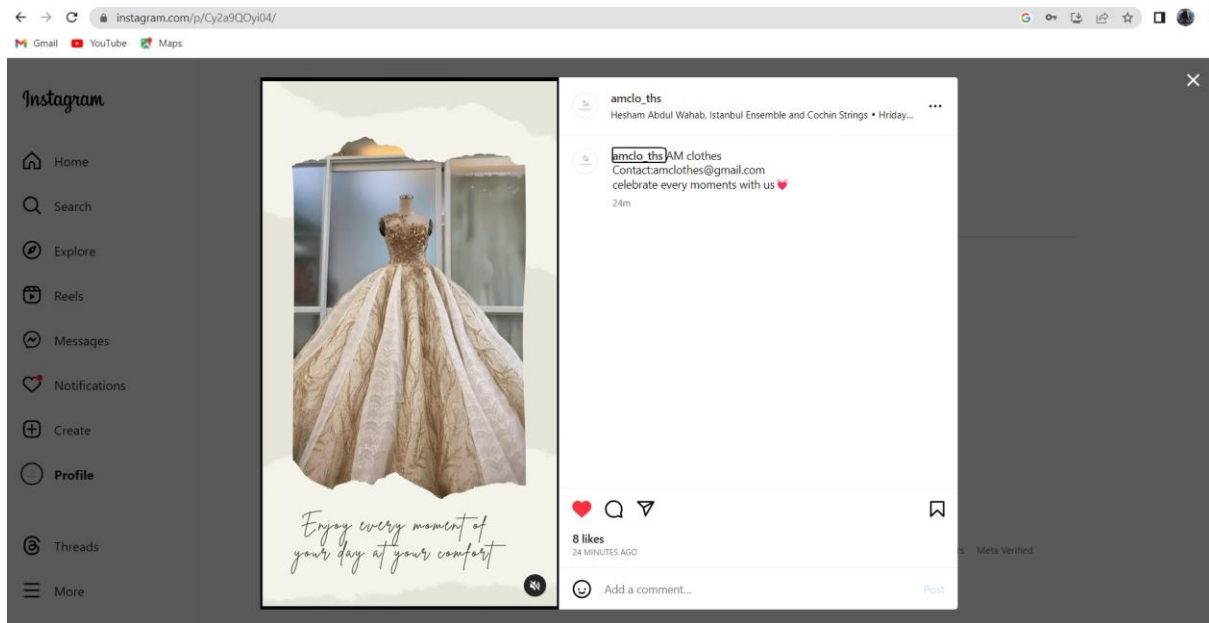 instagram.com/p/Cy2a9QOyi04/
Gmail
YouTube
Maps
Instagram
Home
Search
Explore
Reels
Messages
Notifications
Create
Profile
Threads
More
Enjoy every moment of
your day at your comfort
amclo_ths
Hesham Abdul Wahab, Istanbul Ensemble and Cochin Strings • Hriday...
amclo_ths AM clothes
Contact:amclothes@gmail.com
celebrate every moments with us💓
24m
8 likes
24 MINUTES AGO
Add a comment...
Post
Meta Verified